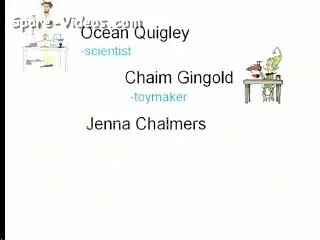 Spore-Videos.com
Ocean Quigley
-scientist
Chaim Gingold
-toymaker
Jenna Chalmers